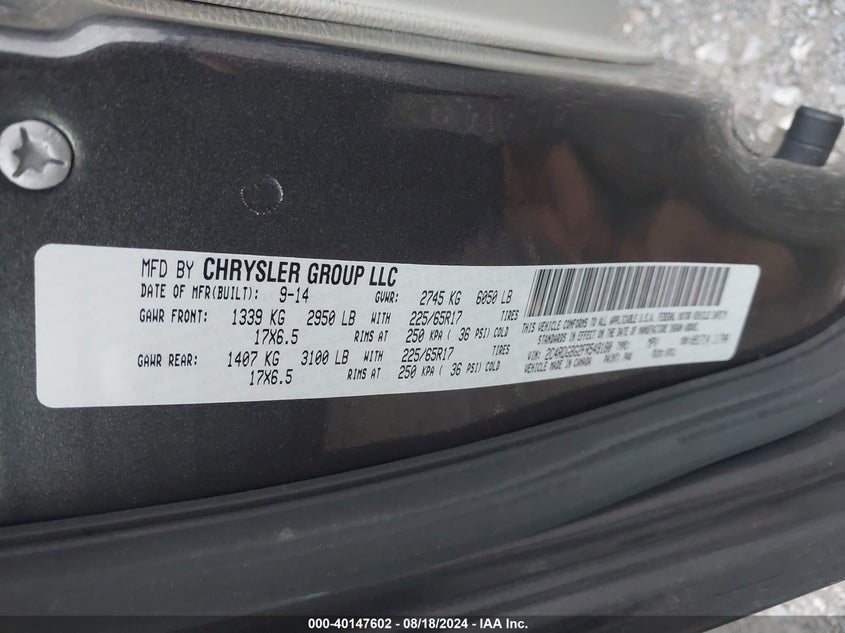 MFD BY CHRYSLER GROUP LLC
DATE OF MFR(BUILT): 9-14 GVWR: 2745 KG 6050 LB
GAWR FRONT: 1339 KG 2950 LB WITH 225/65R17 TIRES
17X6.5 RIMS AT 250 KPA ( 36 PSI) COLD
GAWR REAR: 1407 KG 3100 LB WITH 225/65R17 TIRES
17X6.5 RIMS AT 250 KPA ( 36 PSI) COLD
THIS VEHICLE CONFORMS TO ALL APPLICABLE U.S.A. FEDERAL MOTOR VEHICLE SAFETY
STANDARDS IN EFFECT ON THE DATE OF MANUFACTURE SHOWN ABOVE.
VIN: TYPE: MPV
VEHICLE MADE IN CANADA PAINT:
000-40147602 - 08/18/2024 - IAA Inc.